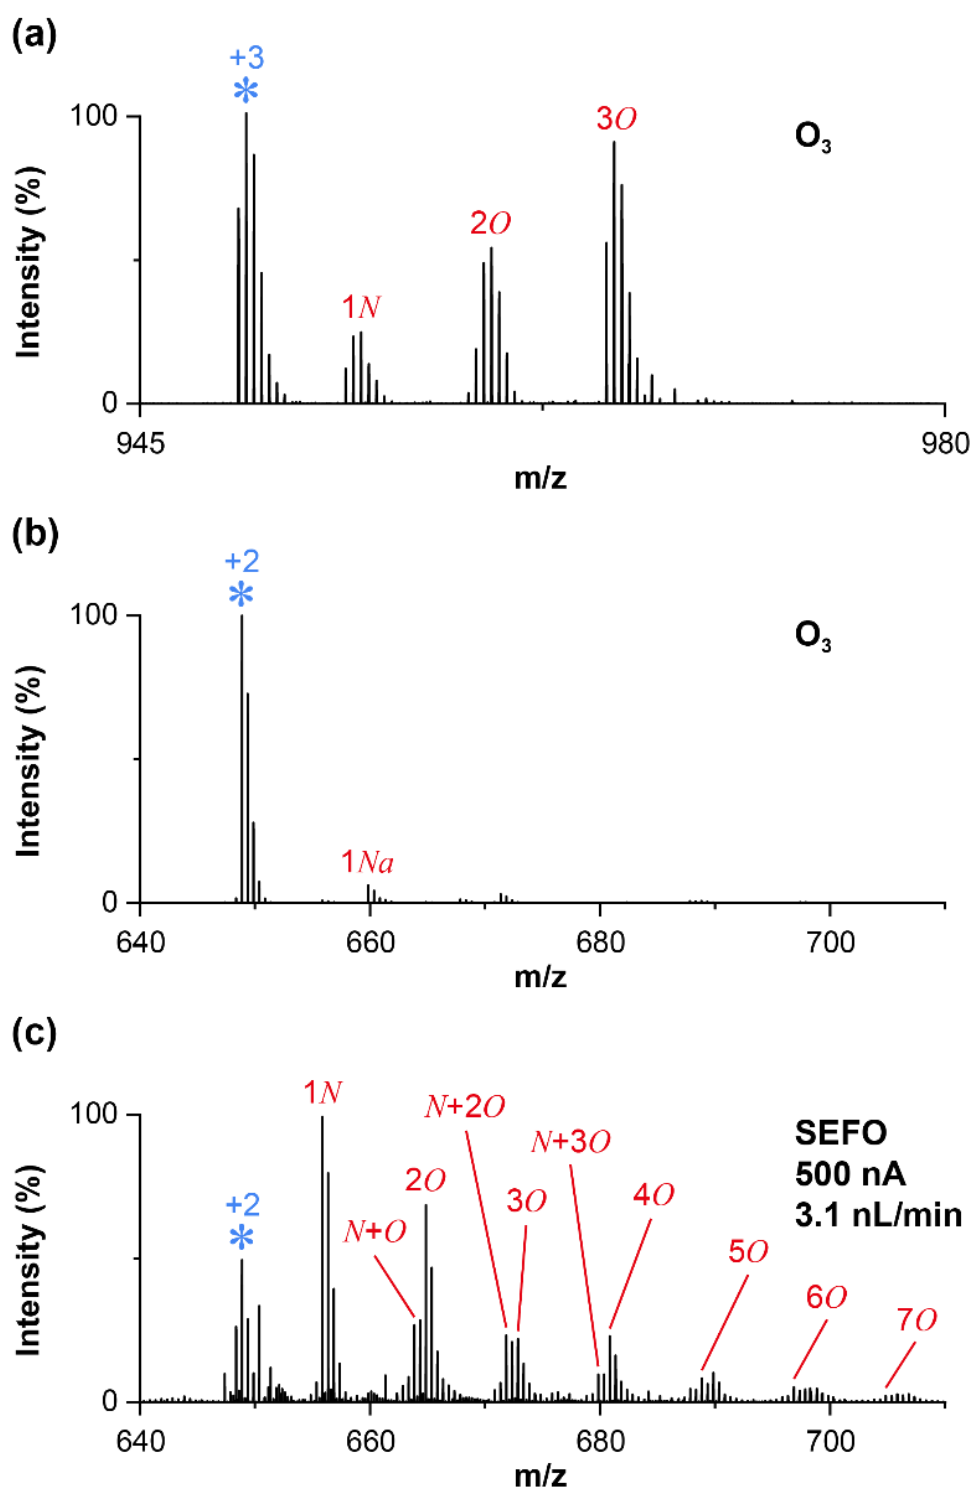 (a)
+3
*
100
1N
2O
3O
O₃
Intensity (%)
0
945
980
m/z
(b)
+2
*
100
O₃
1Na
Intensity (%)
0
640
660
680
700
m/z
(c)
100
1N
N+2O
N+3O
SEFO
500 nA
3.1 nL/min
+2
*
2O
3O
4O
N+O
5O
6O
7O
Intensity (%)
0
640
660
680
700
m/z